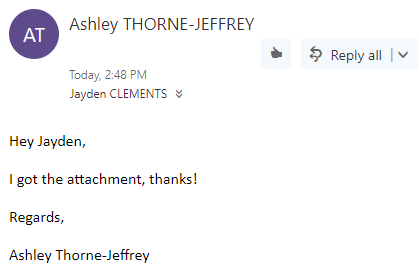 AT
Ashley THORNE-JEFFREY
Reply all
Today, 2:48 PM
Jayden CLEMENTS
Hey Jayden,
I got the attachment, thanks!
Regards,
Ashley Thorne-Jeffrey